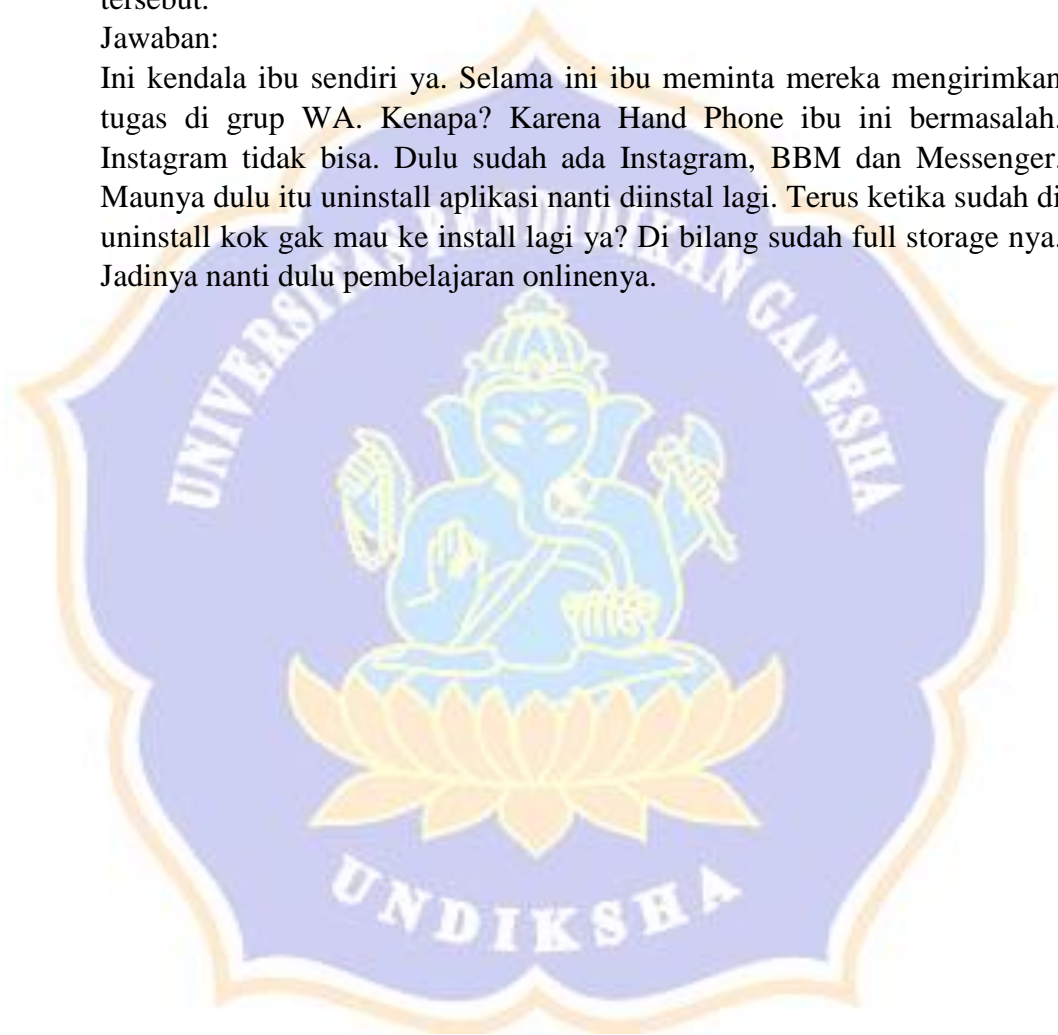 tersebut.
Jawaban:
Ini kendala ibu sendiri ya. Selama ini ibu meminta mereka mengirimkan
tugas di grup WA. Kenapa? Karena Hand Phone ibu ini bermasalah.
Instagram tidak bisa. Dulu sudah ada Instagram, BBM dan Messenger.
Maunya dulu itu uninstall aplikasi nanti diinstal lagi. Terus ketika sudah di
uninstall kok gak mau ke install lagi ya? Di bilang sudah full storage nya.
Jadinya nanti dulu pembelajaran onlinenya.
UNIVERSITAS PENDIDIKAN GANESHA
UNDIKSHA